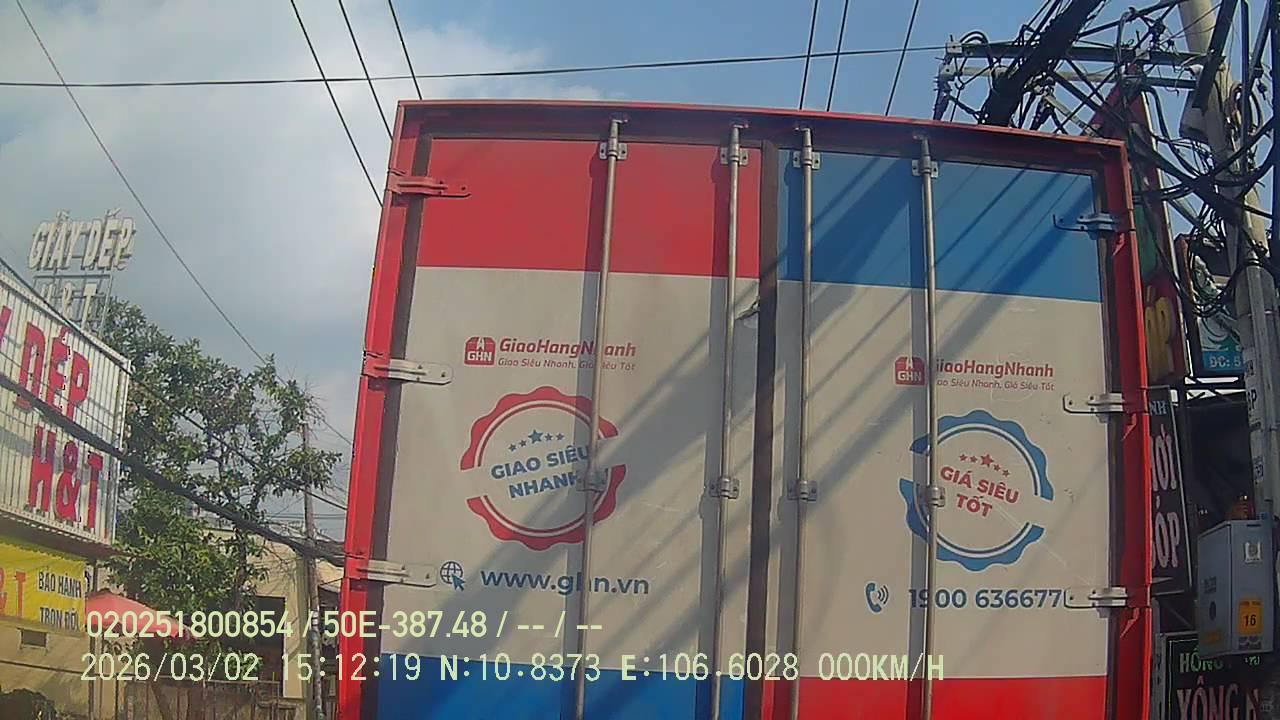 GIÀY DÉP
H&T
DÉP
H&T
BẢO HÀNH
TRỌN ĐỜI
GHN
GiaoHangNhanh
Giao Siêu Nhanh, Giá Siêu Tốt
GIAO SIÊU
NHANH
www.ghn.vn
GHN
GiaoHangNhanh
Giao Siêu Nhanh, Giá Siêu Tốt
GIÁ SIÊU
TỐT
1900 636677
ĐC: 5
16
020251800854 / 50E-387.48 / -- / --
2026/03/02 15:12:19 N:10.8373 E:106.6028 000KM/H